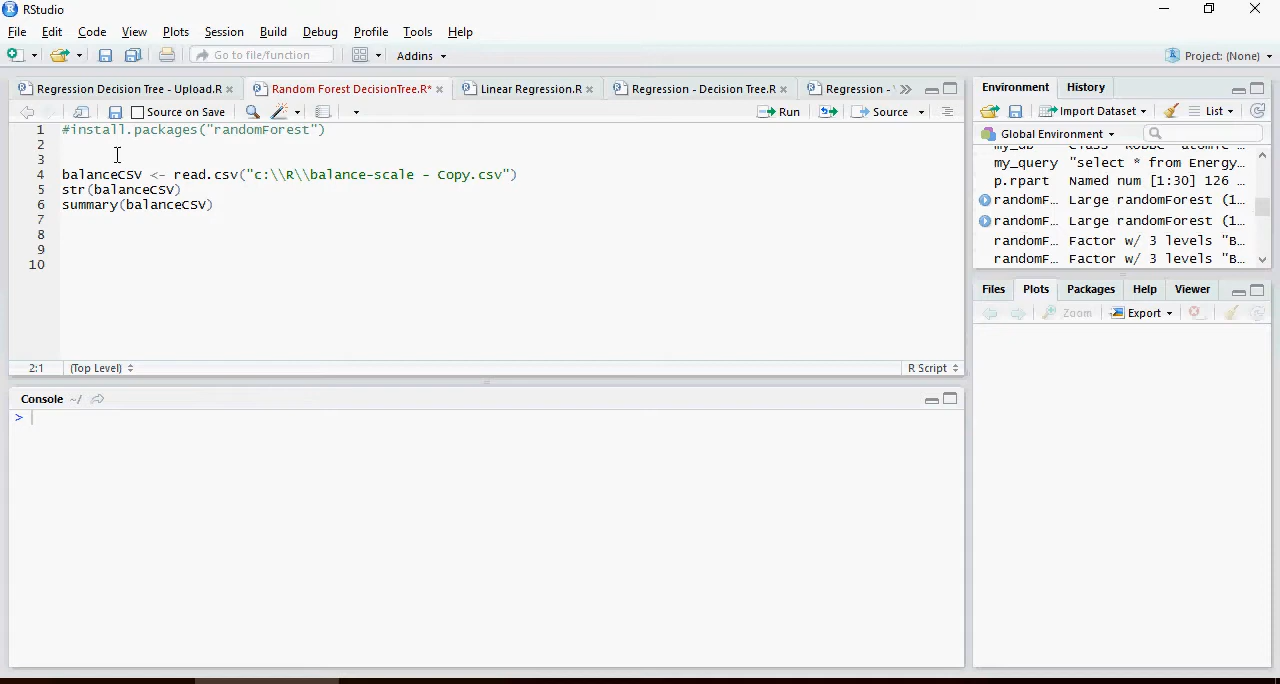 RStudio
File Edit Code View Plots Session Build Debug Profile Tools Help
Go to file/function Addins Project: (None)
Regression Decision Tree - Upload.R Random Forest DecisionTree.R* Linear Regression.R Regression - Decision Tree.R Regression -
Source on Save Run Source
1 #install.packages("randomForest")
2
3
4 balanceCSV <- read.csv("c:\\R\\balance-scale - Copy.csv")
5 str(balanceCSV)
6 summary(balanceCSV)
7
8
9
10
2:1 (Top Level) R Script
Console ~/
>
Environment History
Import Dataset List
Global Environment
my_query "select * from Energy…
p.rpart Named num [1:30] 126 …
randomF… Large randomForest (1…
randomF… Large randomForest (1…
randomF… Factor w/ 3 levels "B…
randomF… Factor w/ 3 levels "B…
Files Plots Packages Help Viewer
Zoom Export